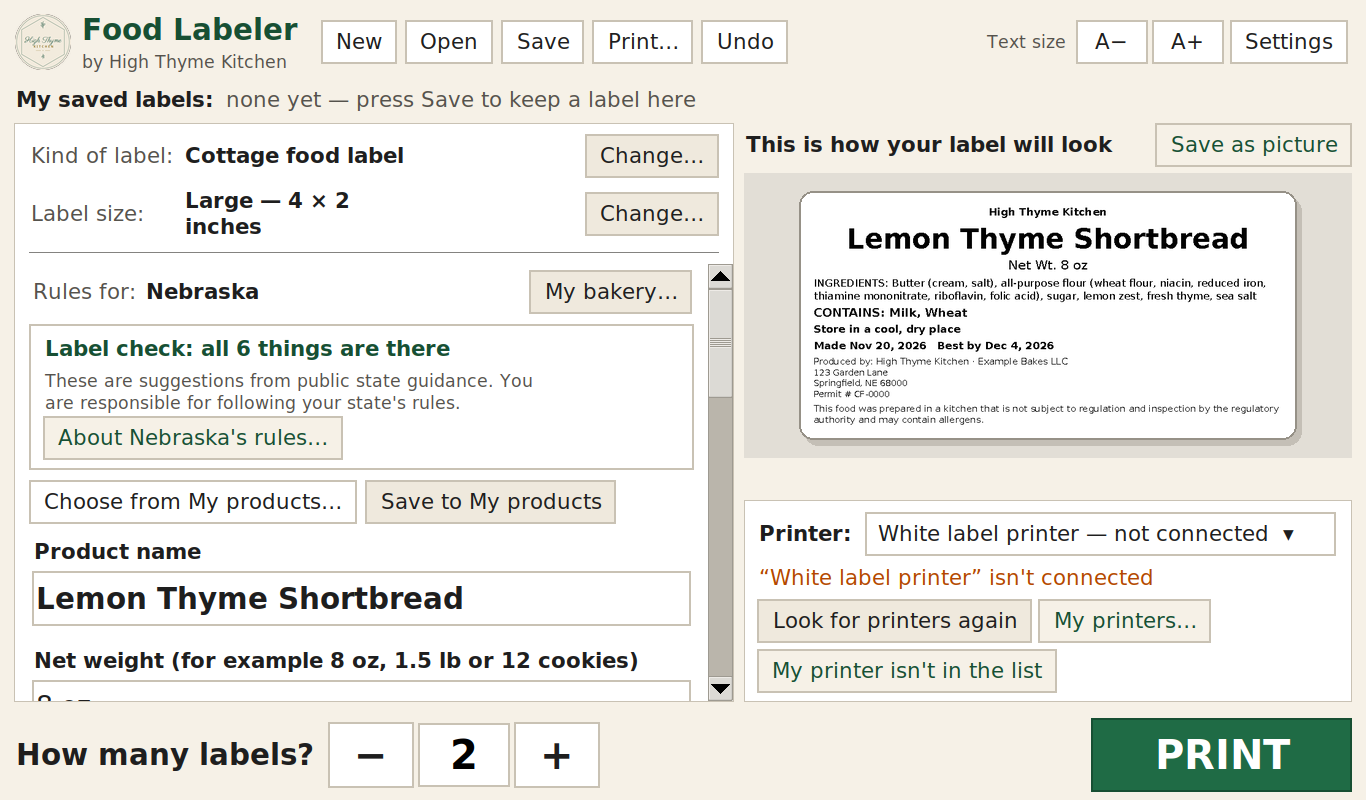 High Thyme
KITCHEN
Food Labeler
by High Thyme Kitchen
New
Open
Save
Print...
Undo
Text size
A−
A+
Settings
My saved labels: none yet — press Save to keep a label here
Kind of label: Cottage food label
Change...
Label size: Large — 4 × 2
inches
Change...
Rules for: Nebraska
My bakery...
Label check: all 6 things are there
These are suggestions from public state guidance. You
are responsible for following your state's rules.
About Nebraska's rules...
Choose from My products...
Save to My products
Product name
Lemon Thyme Shortbread
Net weight (for example 8 oz, 1.5 lb or 12 cookies)
8 oz
This is how your label will look
Save as picture
High Thyme Kitchen
Lemon Thyme Shortbread
Net Wt. 8 oz
INGREDIENTS: Butter (cream, salt), all-purpose flour (wheat flour, niacin, reduced iron,
thiamine mononitrate, riboflavin, folic acid), sugar, lemon zest, fresh thyme, sea salt
CONTAINS: Milk, Wheat
Store in a cool, dry place
Made Nov 20, 2026 Best by Dec 4, 2026
Produced by: High Thyme Kitchen · Example Bakes LLC
123 Garden Lane
Springfield, NE 68000
Permit # CF-0000
This food was prepared in a kitchen that is not subject to regulation and inspection by the regulatory
authority and may contain allergens.
Printer: White label printer — not connected ▼
“White label printer” isn't connected
Look for printers again
My printers...
My printer isn't in the list
How many labels?
−
2
+
PRINT